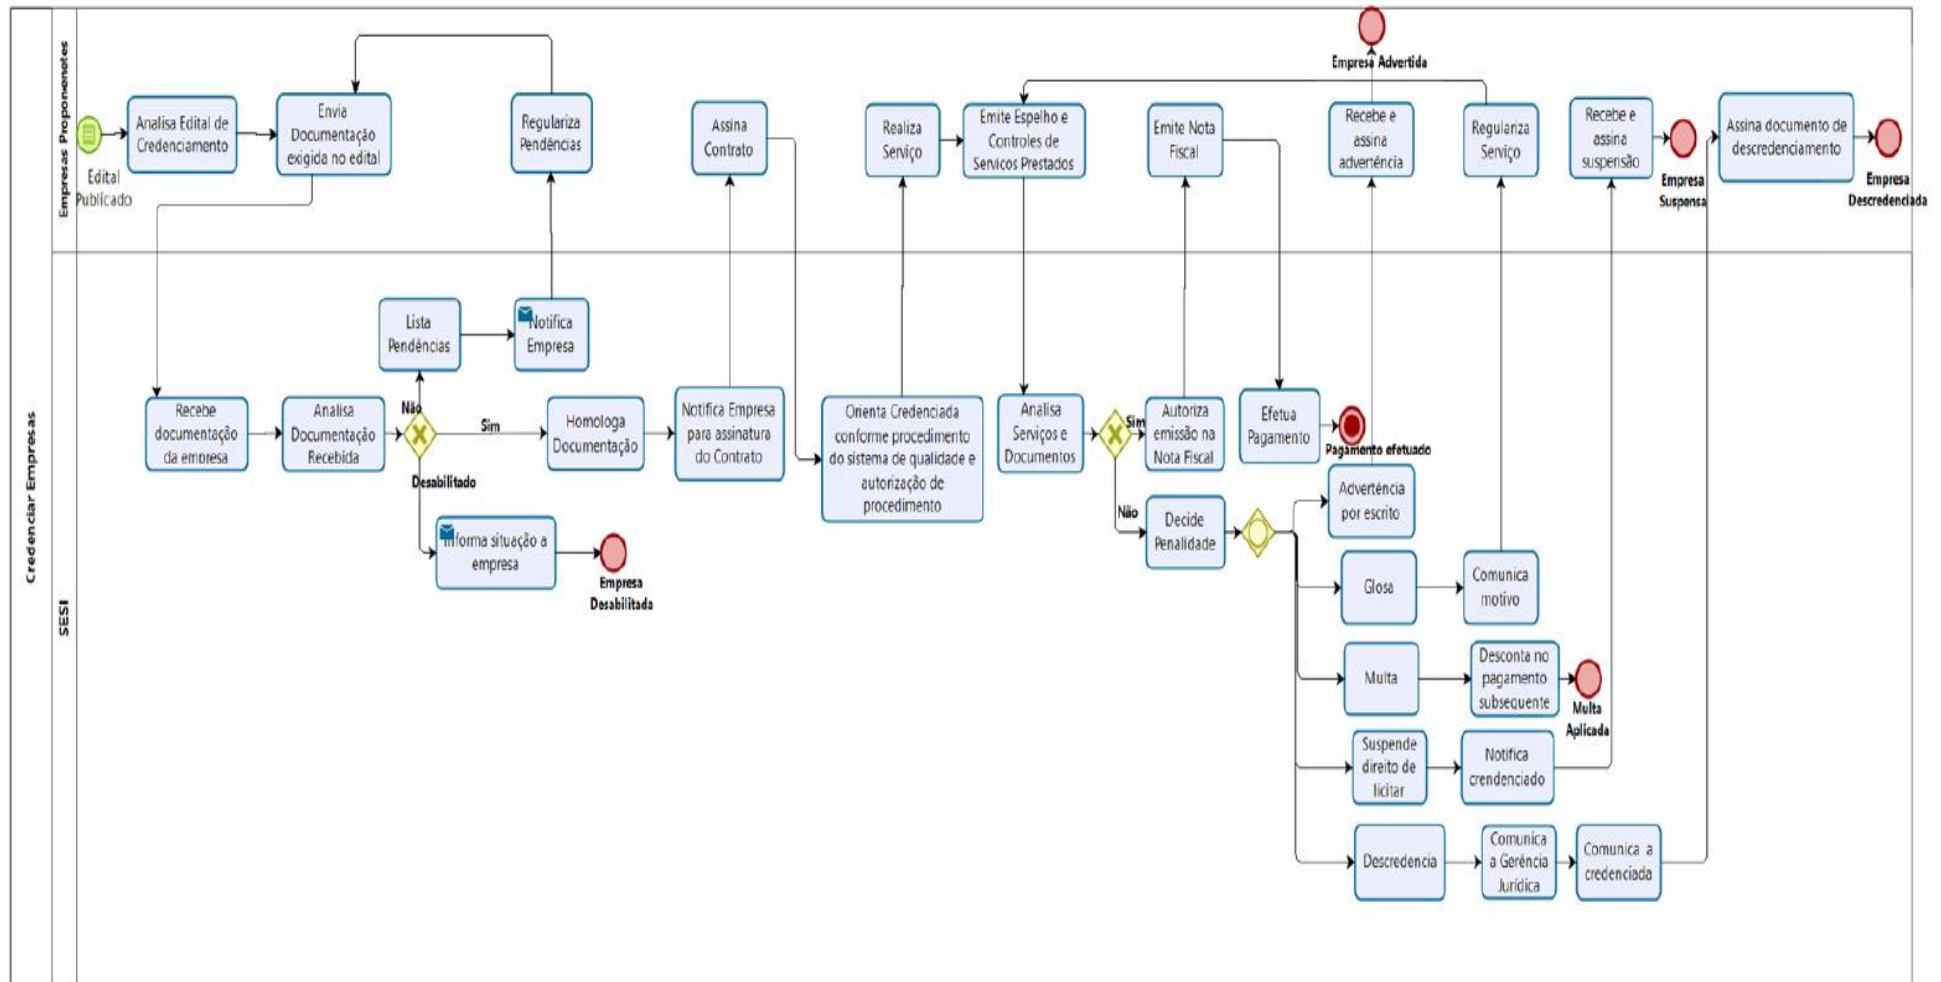 Credenciar Empresas
Empresas Proponenotes
Edital
Publicado
Analisa Edital de
Credenciamento
Envia
Documentação
exigida no edital
Regulariza
Pendências
Assina
Contrato
Realiza
Serviço
Emite Espelho e
Controles de
Servicos Prestados
Emite Nota
Fiscal
Empresa Advertida
Recebe e
assina
advertência
Regulariza
Serviço
Recebe e
assina
suspensão
Empresa
Suspensa
Assina documento de
descredenciamento
Empresa
Descredenciada
SESI
Lista
Pendências
Notifica
Empresa
Recebe
documentação
da empresa
Analisa
Documentação
Recebida
Não
Sim
Desabilitado
Homologa
Documentação
Notifica Empresa
para assinatura
do Contrato
Orienta Credenciada
conforme procedimento
do sistema de qualidade e
autorização de
procedimento
Analisa
Serviços e
Documentos
Sim
Autoriza
emissão na
Nota Fiscal
Efetua
Pagamento
Pagamento efetuado
Informa situação a
empresa
Empresa
Desabilitada
Não
Decide
Penalidade
Advertência
por escrito
Glosa
Comunica
motivo
Multa
Desconta no
pagamento
subsequente
Multa
Aplicada
Suspende
direito de
licitar
Notifica
crendenciado
Descredencia
Comunica
a Gerência
Jurídica
Comunica a
credenciada